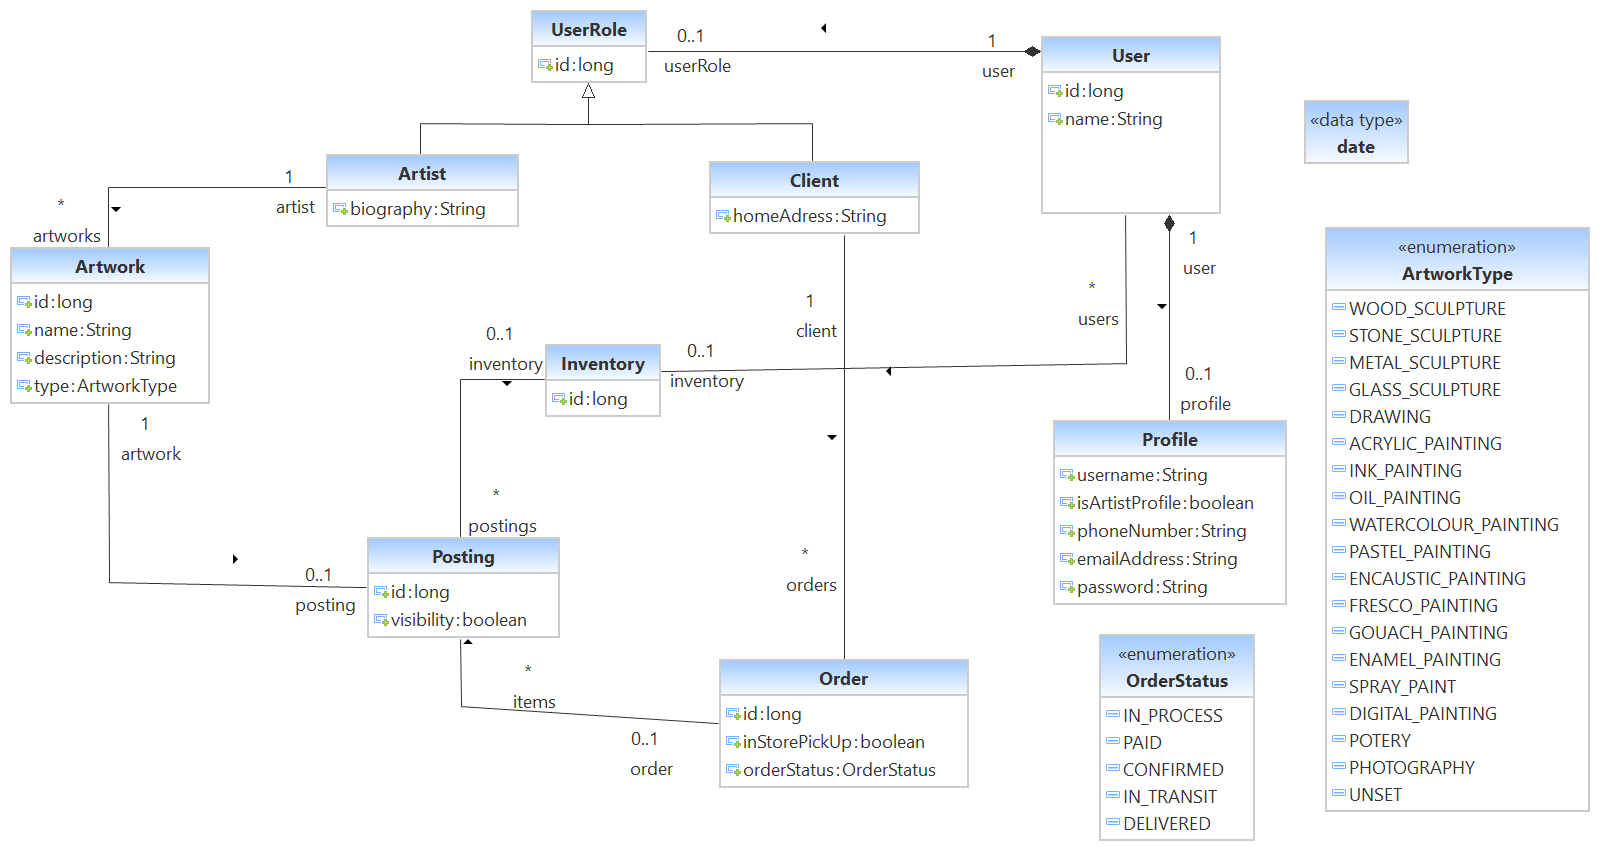 UserRole
id:long
0..1
userRole
1
user
User
id:long
name:String
«data type»
date
Artist
biography:String
1
artist
*
artworks
Client
homeAdress:String
Artwork
id:long
name:String
description:String
type:ArtworkType
1
client
1
user
*
users
0..1
inventory
Inventory
id:long
0..1
inventory
0..1
profile
Profile
username:String
isArtistProfile:boolean
phoneNumber:String
emailAddress:String
password:String
«enumeration»
ArtworkType
WOOD_SCULPTURE
STONE_SCULPTURE
METAL_SCULPTURE
GLASS_SCULPTURE
DRAWING
ACRYLIC_PAINTING
INK_PAINTING
OIL_PAINTING
WATERCOLOUR_PAINTING
PASTEL_PAINTING
ENCAUSTIC_PAINTING
FRESCO_PAINTING
GOUACH_PAINTING
ENAMEL_PAINTING
SPRAY_PAINT
DIGITAL_PAINTING
POTERY
PHOTOGRAPHY
UNSET
1
artwork
*
postings
Posting
id:long
visibility:boolean
0..1
posting
*
orders
*
items
0..1
order
Order
id:long
inStorePickUp:boolean
orderStatus:OrderStatus
«enumeration»
OrderStatus
IN_PROCESS
PAID
CONFIRMED
IN_TRANSIT
DELIVERED